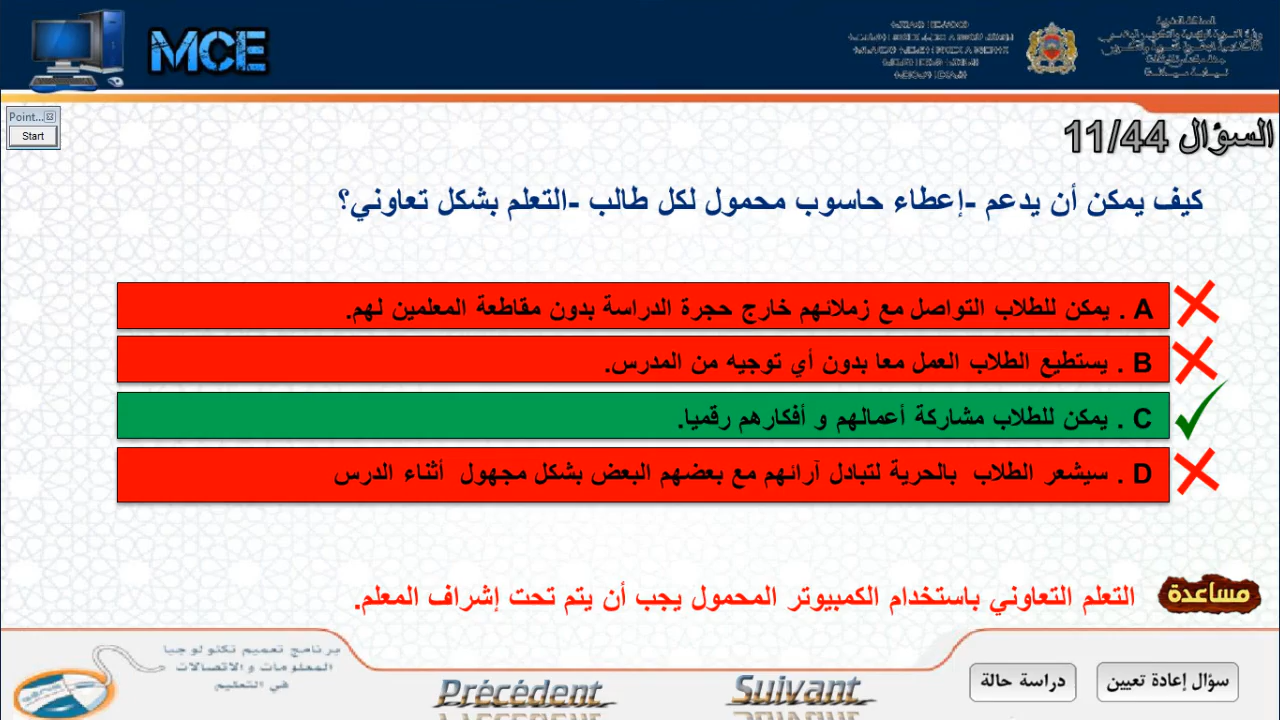 MCE
المملكة المغربية
Point...
Start
السؤال 11/44
كيف يمكن أن يدعم -إعطاء حاسوب محمول لكل طالب -التعلم بشكل تعاوني؟
A . يمكن للطلاب التواصل مع زملائهم خارج حجرة الدراسة بدون مقاطعة المعلمين لهم.
B . يستطيع الطلاب العمل معا بدون أي توجيه من المدرس.
C . يمكن للطلاب مشاركة أعمالهم و أفكارهم رقميا.
D . سيشعر الطلاب بالحرية لتبادل آرائهم مع بعضهم البعض بشكل مجهول أثناء الدرس
مساعدة
التعلم التعاوني باستخدام الكمبيوتر المحمول يجب أن يتم تحت إشراف المعلم.
برنامج تعميم تكنولوجيا
المعلومات والاتصالات
في التعليم
Précédent
Suivant
دراسة حالة
سؤال إعادة تعيين